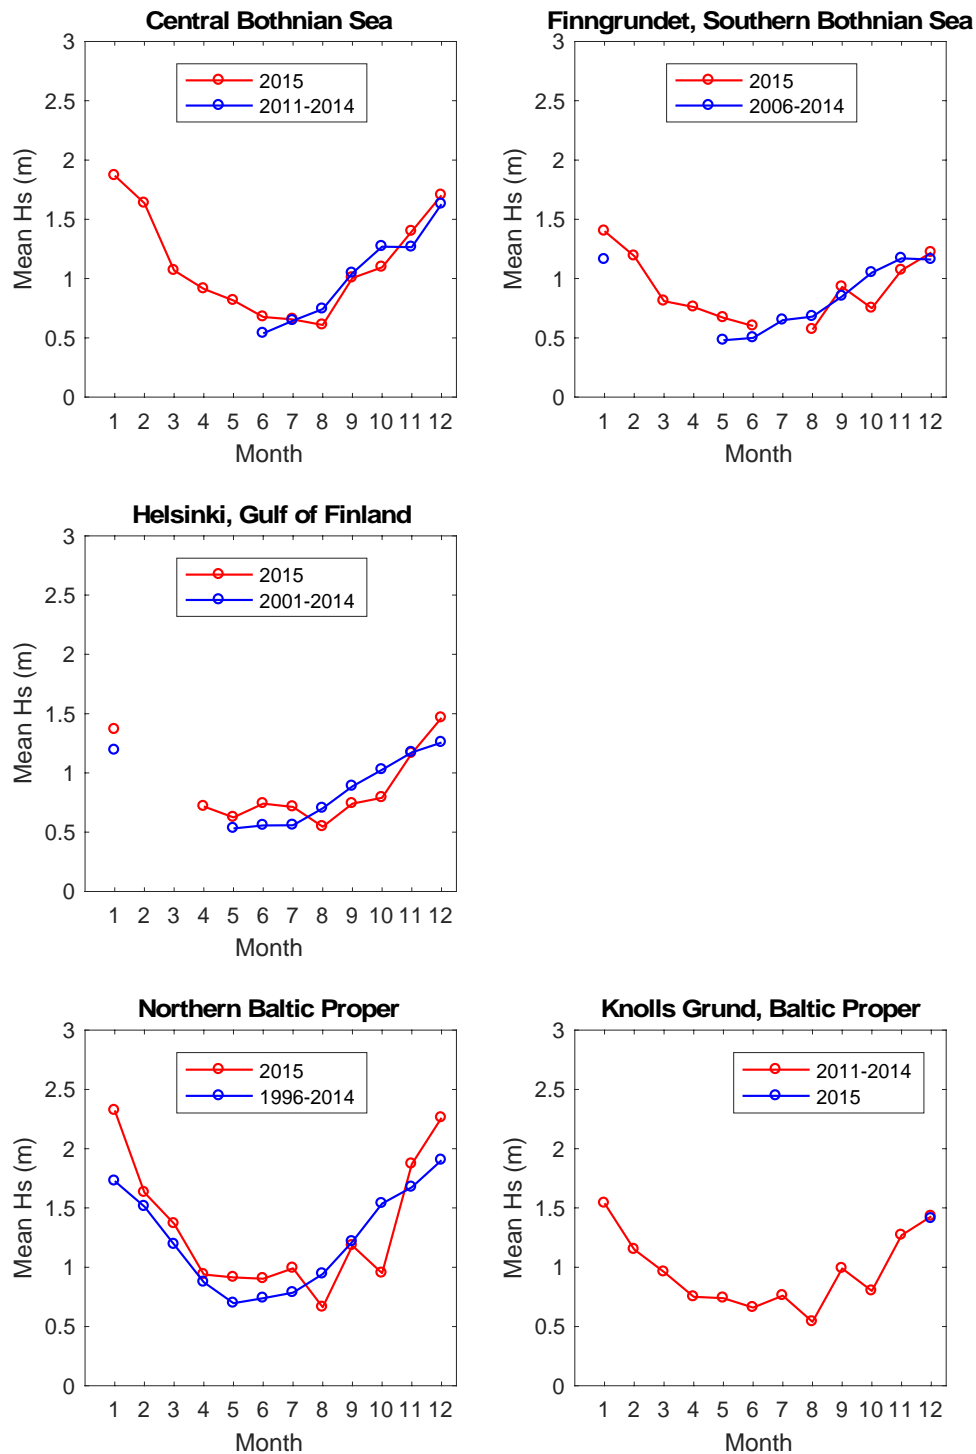 Central Bothnian Sea
3
2.5
2
1.5
1
0.5
0
Mean Hs (m)
2015
2011-2014
1 2 3 4 5 6 7 8 9 10 11 12
Month
Finngrundet, Southern Bothnian Sea
3
2.5
2
1.5
1
0.5
0
Mean Hs (m)
2015
2006-2014
1 2 3 4 5 6 7 8 9 10 11 12
Month
Helsinki, Gulf of Finland
3
2.5
2
1.5
1
0.5
0
Mean Hs (m)
2015
2001-2014
1 2 3 4 5 6 7 8 9 10 11 12
Month
Northern Baltic Proper
3
2.5
2
1.5
1
0.5
0
Mean Hs (m)
2015
1996-2014
1 2 3 4 5 6 7 8 9 10 11 12
Month
Knolls Grund, Baltic Proper
3
2.5
2
1.5
1
0.5
0
Mean Hs (m)
2011-2014
2015
1 2 3 4 5 6 7 8 9 10 11 12
Month